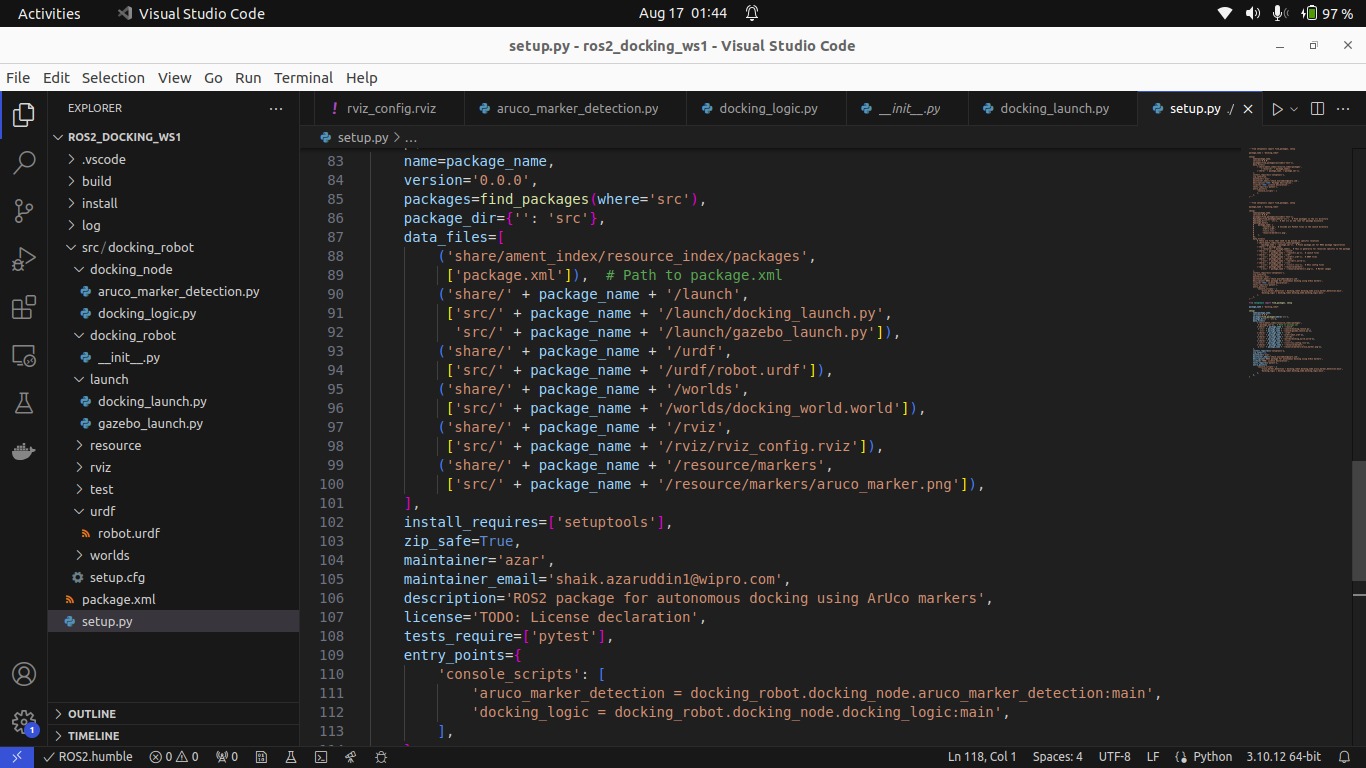 Activities
Visual Studio Code
Aug 17 01:44
97 %
setup.py - ros2_docking_ws1 - Visual Studio Code
File Edit Selection View Go Run Terminal Help
EXPLORER
ROS2_DOCKING_WS1
.vscode
build
install
log
src/docking_robot
docking_node
aruco_marker_detection.py
docking_logic.py
docking_robot
__init__.py
launch
docking_launch.py
gazebo_launch.py
resource
rviz
test
urdf
robot.urdf
worlds
setup.cfg
package.xml
setup.py
OUTLINE
TIMELINE
1
! rviz_config.rviz
aruco_marker_detection.py
docking_logic.py
__init__.py
docking_launch.py
setup.py ./
setup.py > ...
83 name=package_name,
84 version='0.0.0',
85 packages=find_packages(where='src'),
86 package_dir={'': 'src'},
87 data_files=[
88 ('share/ament_index/resource_index/packages',
89 ['package.xml']), # Path to package.xml
90 ('share/' + package_name + '/launch',
91 ['src/' + package_name + '/launch/docking_launch.py',
92 'src/' + package_name + '/launch/gazebo_launch.py']),
93 ('share/' + package_name + '/urdf',
94 ['src/' + package_name + '/urdf/robot.urdf']),
95 ('share/' + package_name + '/worlds',
96 ['src/' + package_name + '/worlds/docking_world.world']),
97 ('share/' + package_name + '/rviz',
98 ['src/' + package_name + '/rviz/rviz_config.rviz']),
99 ('share/' + package_name + '/resource/markers',
100 ['src/' + package_name + '/resource/markers/aruco_marker.png']),
101 ],
102 install_requires=['setuptools'],
103 zip_safe=True,
104 maintainer='azar',
105 maintainer_email='shaik.azaruddin1@wipro.com',
106 description='ROS2 package for autonomous docking using ArUco markers',
107 license='TODO: License declaration',
108 tests_require=['pytest'],
109 entry_points={
110 'console_scripts': [
111 'aruco_marker_detection = docking_robot.docking_node.aruco_marker_detection:main',
112 'docking_logic = docking_robot.docking_node.docking_logic:main',
113 ],
ROS2.humble
0 0
0
Ln 118, Col 1
Spaces: 4
UTF-8
LF
Python
3.10.12 64-bit